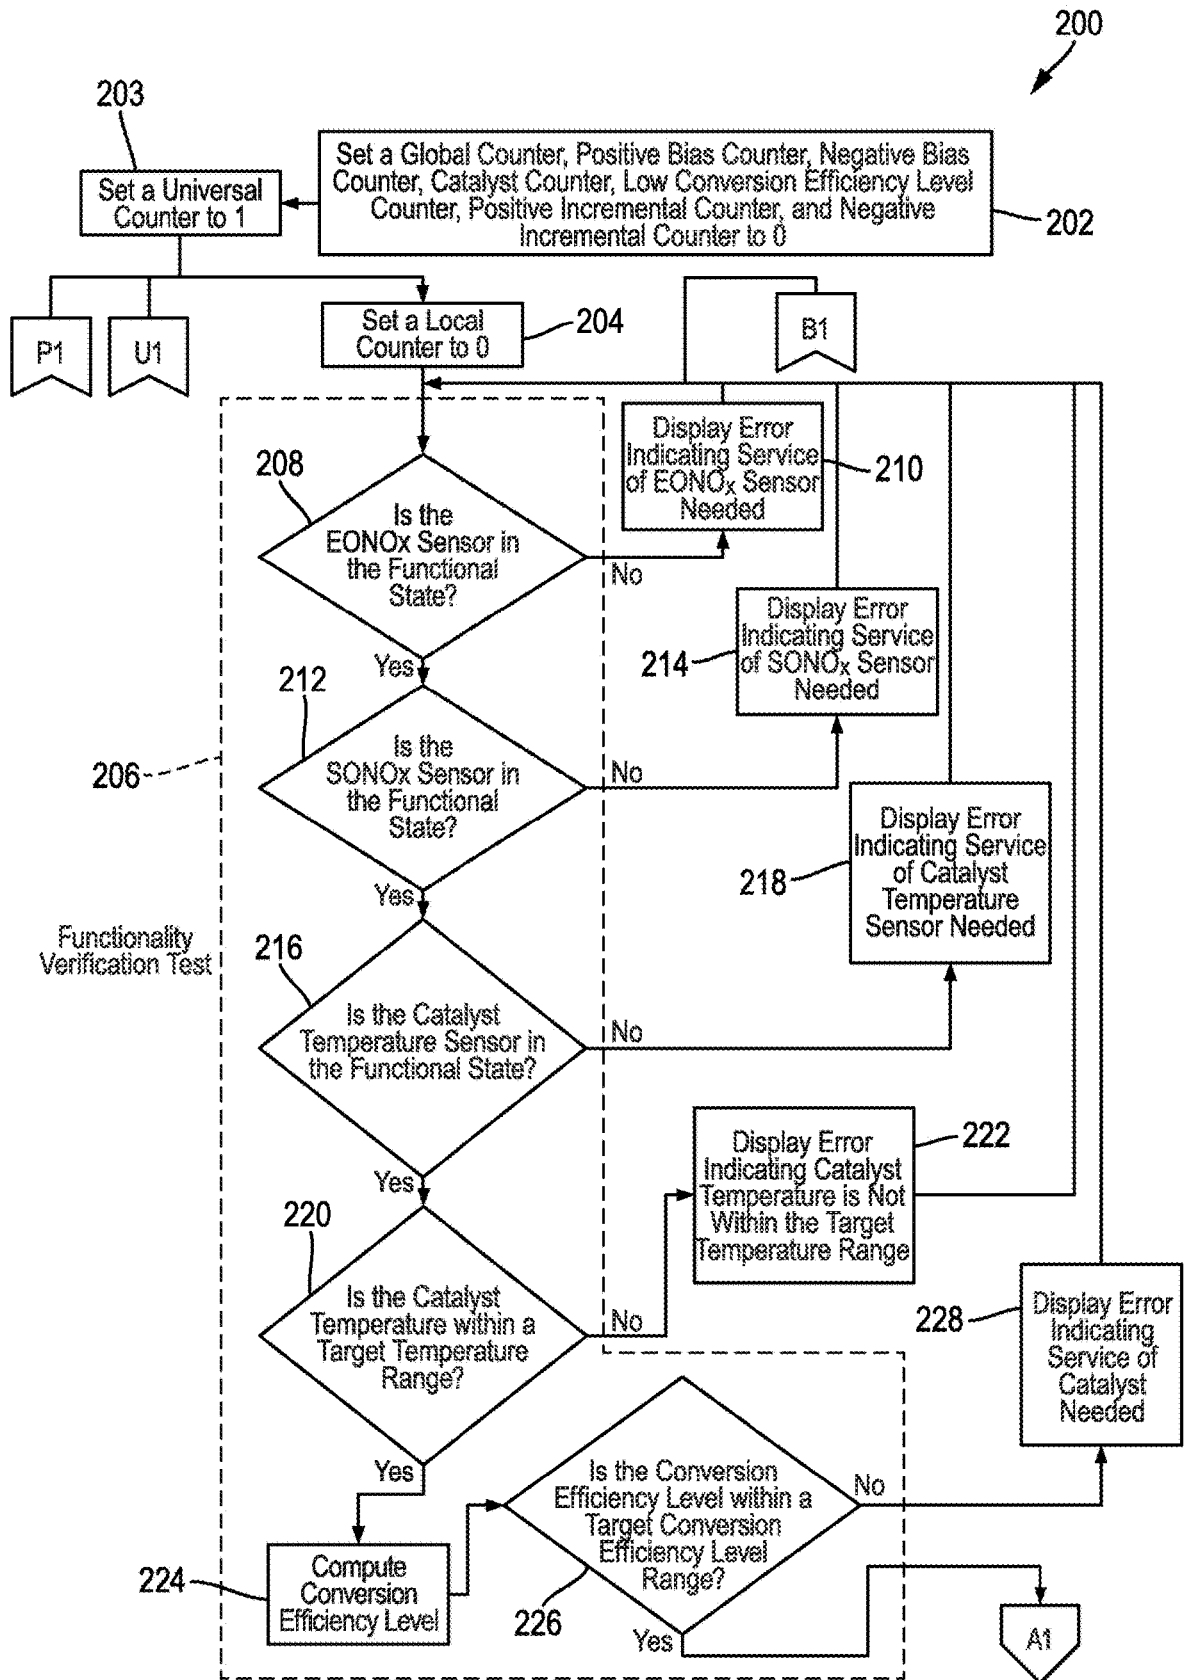 200
203
Set a Universal
Counter to 1
Set a Global Counter, Positive Bias Counter, Negative Bias
Counter, Catalyst Counter, Low Conversion Efficiency Level
Counter, Positive Incremental Counter, and Negative
Incremental Counter to 0
202
P1
U1
Set a Local
Counter to 0
204
B1
208
Is the
EONOx Sensor in
the Functional
State?
No
Yes
Display Error
Indicating Service
of EONOx Sensor
Needed
210
212
Is the
SONOx Sensor in
the Functional
State?
No
Yes
Display Error
Indicating Service
of SONOx Sensor
Needed
214
206
Functionality
Verification Test
216
Is the Catalyst
Temperature Sensor in
the Functional State?
No
Yes
Display Error
Indicating Service
of Catalyst
Temperature
Sensor Needed
218
220
Is the Catalyst
Temperature within a
Target Temperature
Range?
No
Yes
Display Error
Indicating Catalyst
Temperature is Not
Within the Target
Temperature Range
222
224
Compute
Conversion
Efficiency Level
Is the Conversion
Efficiency Level within a
Target Conversion
Efficiency Level
Range?
226
No
Yes
228
Display Error
Indicating
Service of
Catalyst
Needed
A1